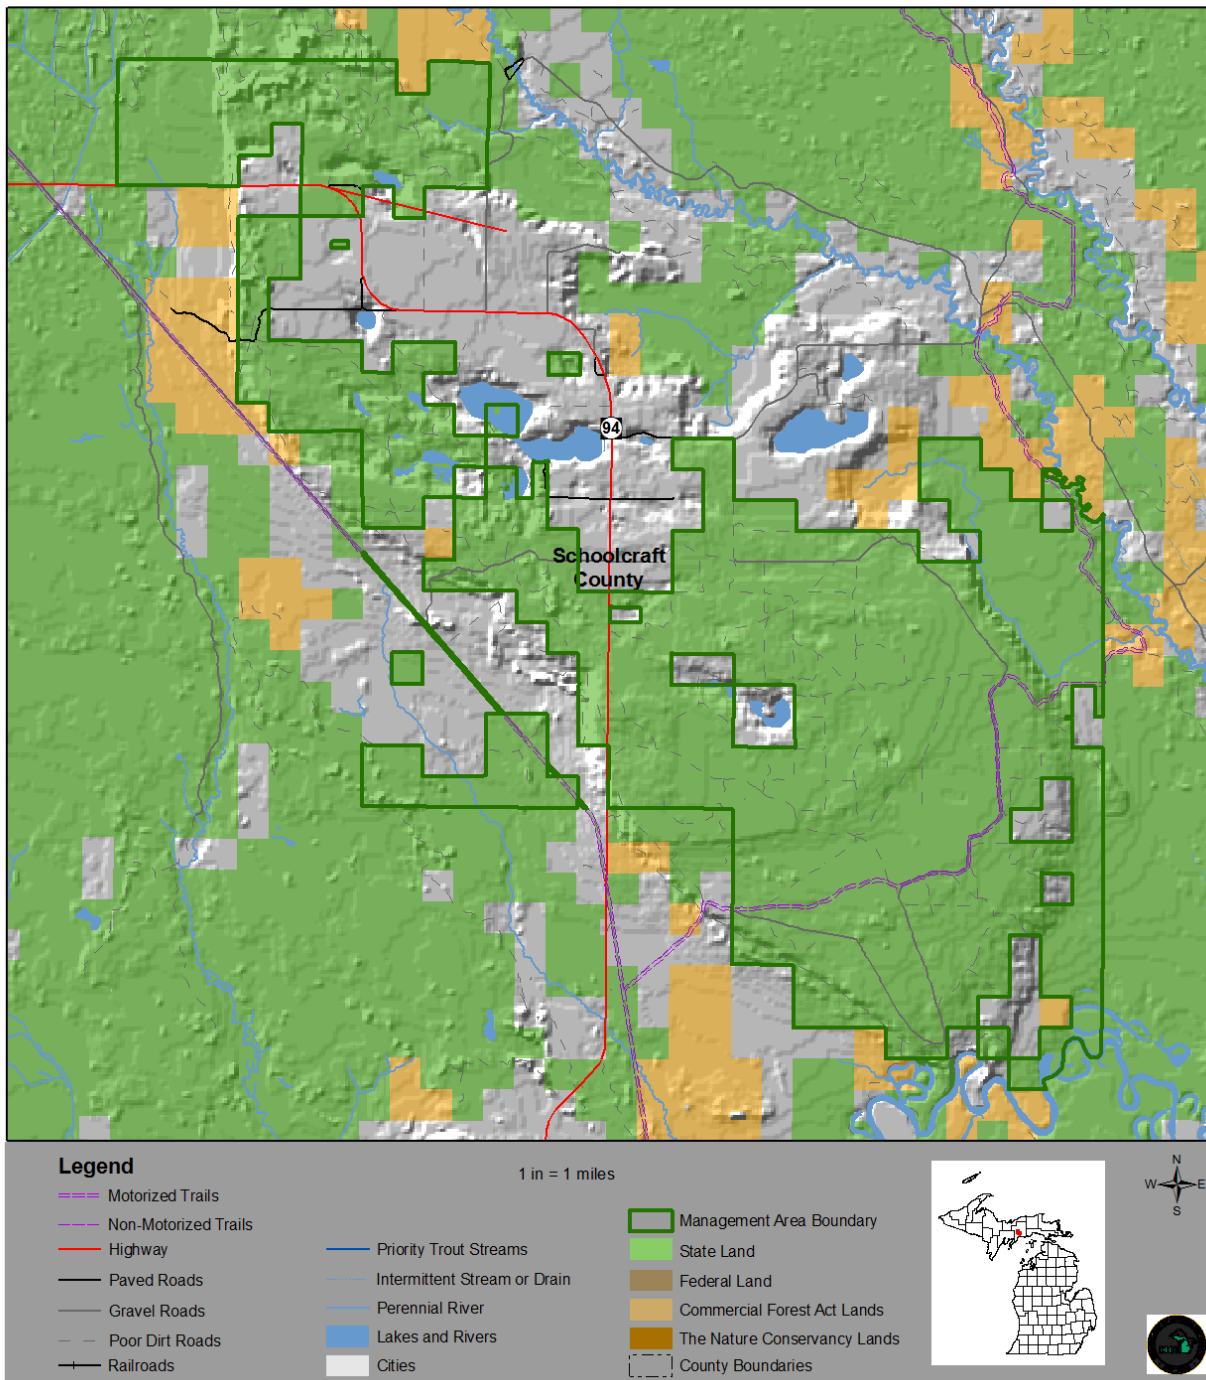 94
Schoolcraft
County
Legend
1 in = 1 miles
Motorized Trails
Non-Motorized Trails
Highway
Paved Roads
Gravel Roads
Poor Dirt Roads
Railroads
Priority Trout Streams
Intermittent Stream or Drain
Perennial River
Lakes and Rivers
Cities
Management Area Boundary
State Land
Federal Land
Commercial Forest Act Lands
The Nature Conservancy Lands
County Boundaries
N
W E
S